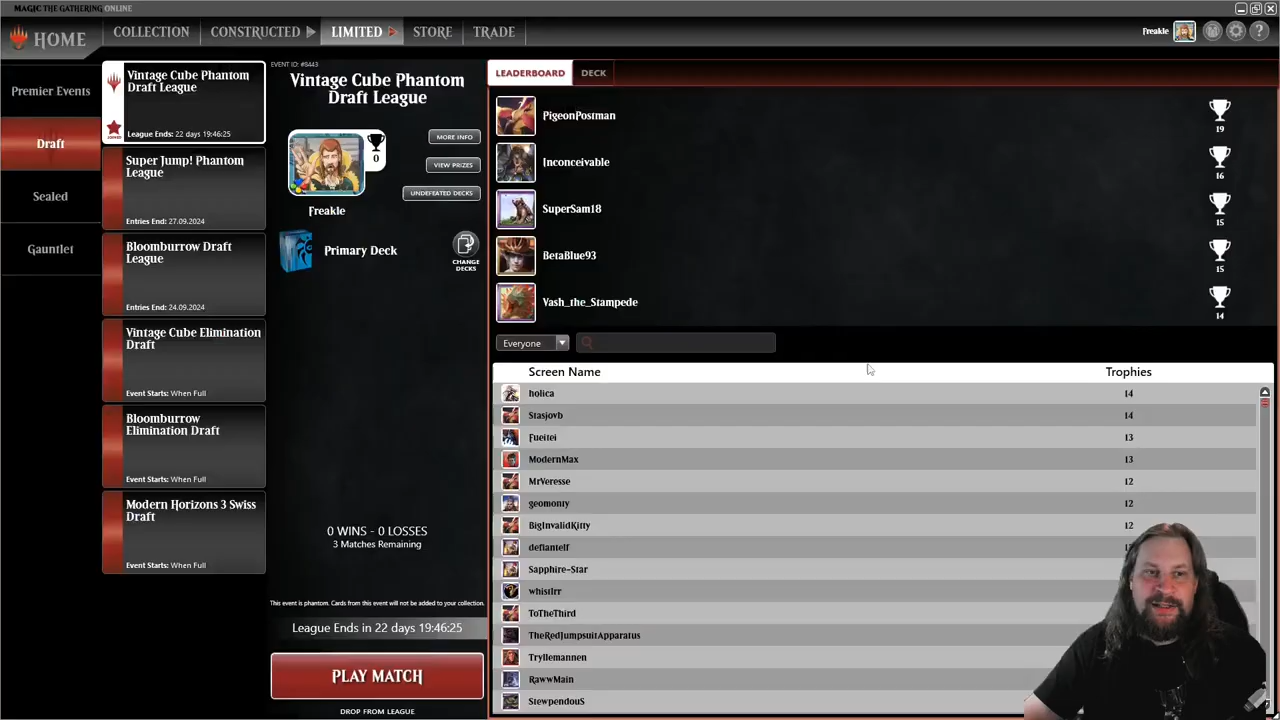 MAGIC THE GATHERING ONLINE
HOME
COLLECTION
CONSTRUCTED
LIMITED
STORE
TRADE
Freakle
?
Premier Events
Draft
Sealed
Gauntlet
Vintage Cube Phantom
Draft League
JOINED
League Ends: 22 days 19:46:25
Super Jump! Phantom
League
Entries End: 27.09.2024
Bloomburrow Draft
League
Entries End: 24.09.2024
Vintage Cube Elimination
Draft
Event Starts: When Full
Bloomburrow
Elimination Draft
Event Starts: When Full
Modern Horizons 3 Swiss
Draft
Event Starts: When Full
EVENT ID: #8443
Vintage Cube Phantom
Draft League
0
MORE INFO
VIEW PRIZES
UNDEFEATED DECKS
Freakle
Primary Deck
CHANGE
DECKS
0 WINS - 0 LOSSES
3 Matches Remaining
This event is phantom. Cards from this event will not be added to your collection.
League Ends in 22 days 19:46:25
PLAY MATCH
DROP FROM LEAGUE
LEADERBOARD
DECK
PigeonPostman
19
Inconceivable
16
SuperSam18
15
BetaBlue93
15
Vash_the_Stampede
14
Everyone
Screen Name Trophies
holica 14
Stasjovb 14
Fueifei 13
ModernMax 13
MrVeresse 12
geomonty 12
BigInvalidKitty 12
defiantelf
Sapphire-Star
whistlrr
ToTheThird
TheRedJumpsuitApparatus
Tryllemannen
RawwMain
StewpendouS